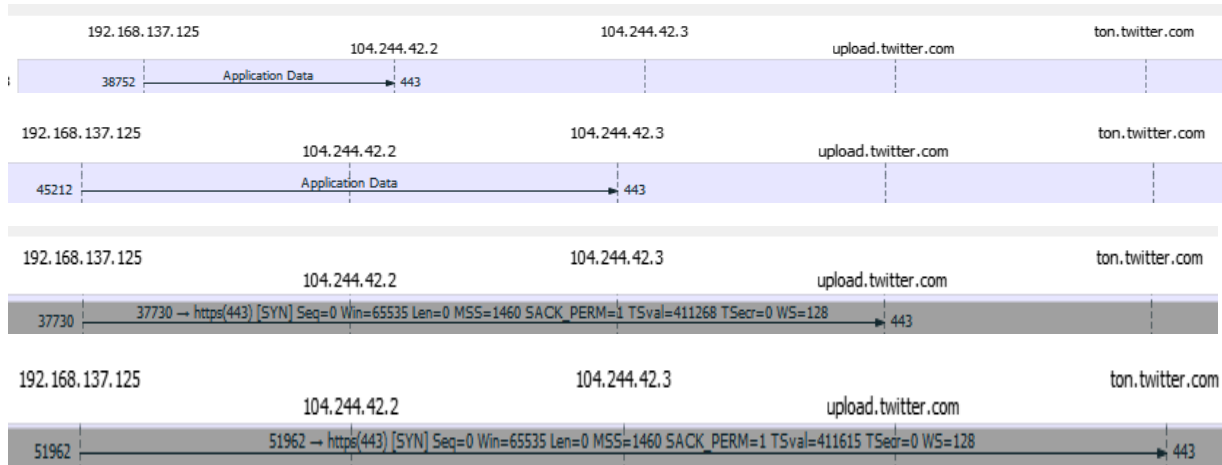 192.168.137.125 104.244.42.3 ton.twitter.com
104.244.42.2 upload.twitter.com
38752 Application Data 443
192.168.137.125 104.244.42.3 ton.twitter.com
104.244.42.2 upload.twitter.com
45212 Application Data 443
192.168.137.125 104.244.42.3 ton.twitter.com
104.244.42.2 upload.twitter.com
37730 37730 → https(443) [SYN] Seq=0 Win=65535 Len=0 MSS=1460 SACK_PERM=1 TSval=411268 TSecr=0 WS=128 443
192.168.137.125 104.244.42.3 ton.twitter.com
104.244.42.2 upload.twitter.com
51962 51962 → https(443) [SYN] Seq=0 Win=65535 Len=0 MSS=1460 SACK_PERM=1 TSval=411615 TSecr=0 WS=128 443